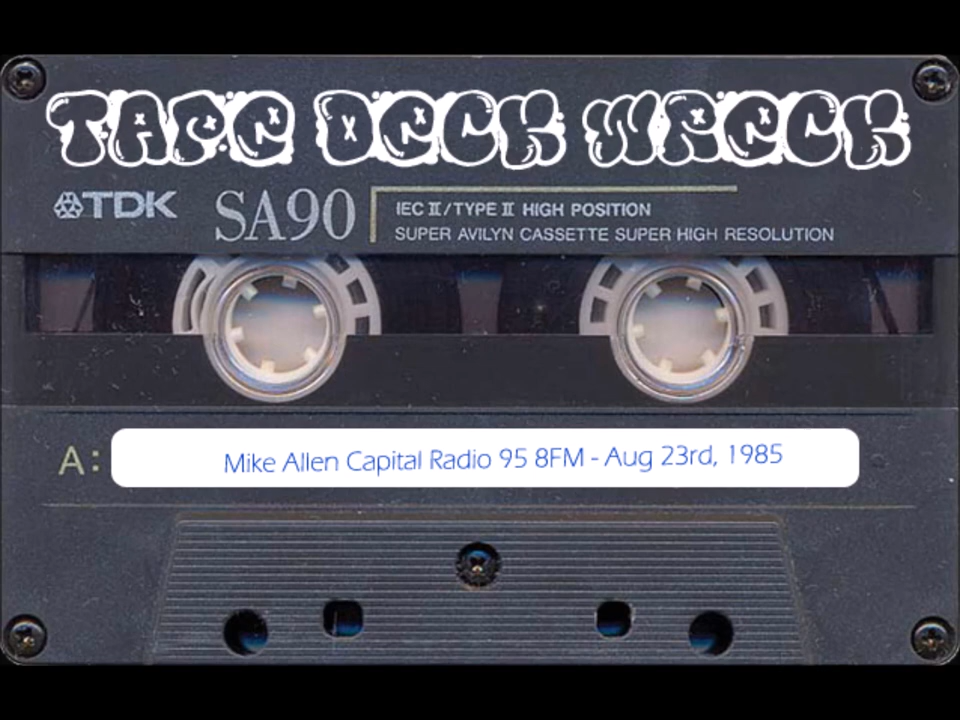 TAPE DECK WRECK
TDK SA90
IEC II/TYPE II HIGH POSITION
SUPER AVILYN CASSETTE SUPER HIGH RESOLUTION
A: Mike Allen Capital Radio 95 8FM - Aug 23rd, 1985